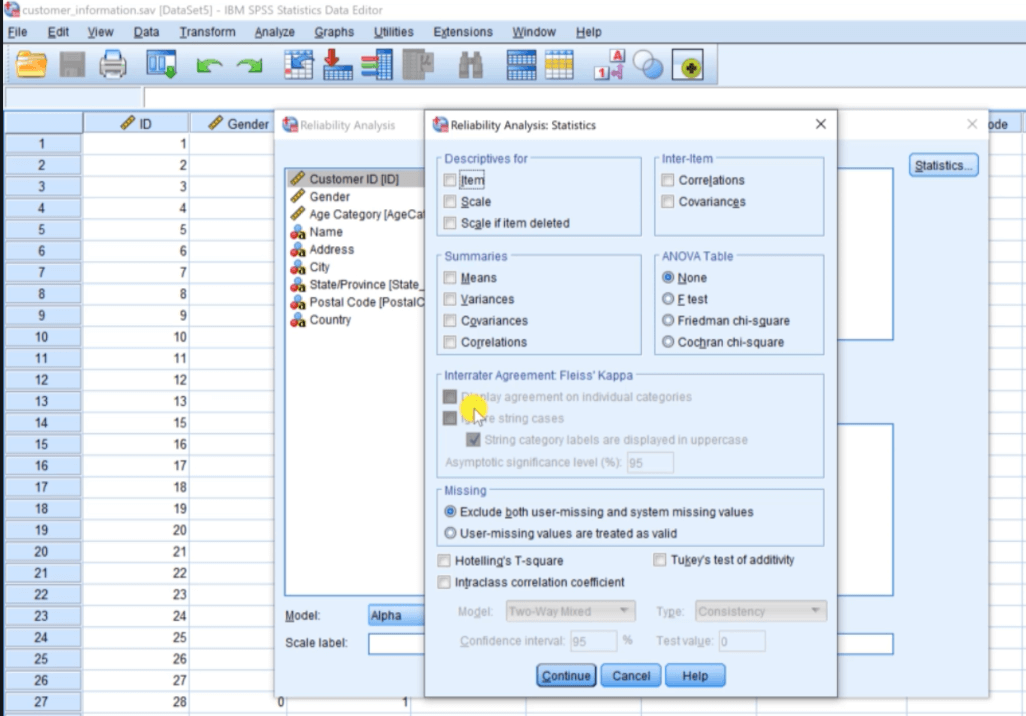 customer_information.sav [DataSet5] - IBM SPSS Statistics Data Editor
File Edit View Data Transform Analyze Graphs Utilities Extensions Window Help
ID Gender
Reliability Analysis
Customer ID [ID]
Gender
Age Category [AgeCat
Name
Address
City
State/Province [State_
Postal Code [PostalC
Country
Model: Alpha
Scale label:
Reliability Analysis: Statistics
Descriptives for
Item
Scale
Scale if item deleted
Inter-Item
Correlations
Covariances
Summaries
Means
Variances
Covariances
Correlations
ANOVA Table
None
F test
Friedman chi-square
Cochran chi-square
Interrater Agreement: Fleiss' Kappa
Display agreement on individual categories
string cases
String category labels are displayed in uppercase
Asymptotic significance level (%): 95
Missing
Exclude both user-missing and system missing values
User-missing values are treated as valid
Hotelling's T-square Tukey's test of additivity
Intraclass correlation coefficient
Model: Two-Way Mixed Type: Consistency
Confidence interval: 95 % Test value: 0
Continue Cancel Help
Statistics...
ode
1 1
2 2
3 3
4 4
5 5
6 6
7 7
8 8
9 9
10 10
11 11
12 12
13 13
14 15
15 16
16 17
17 18
18 19
19 20
20 21
21 22
22 23
23 24
24 25
25 26
26 27
27 28 0 1